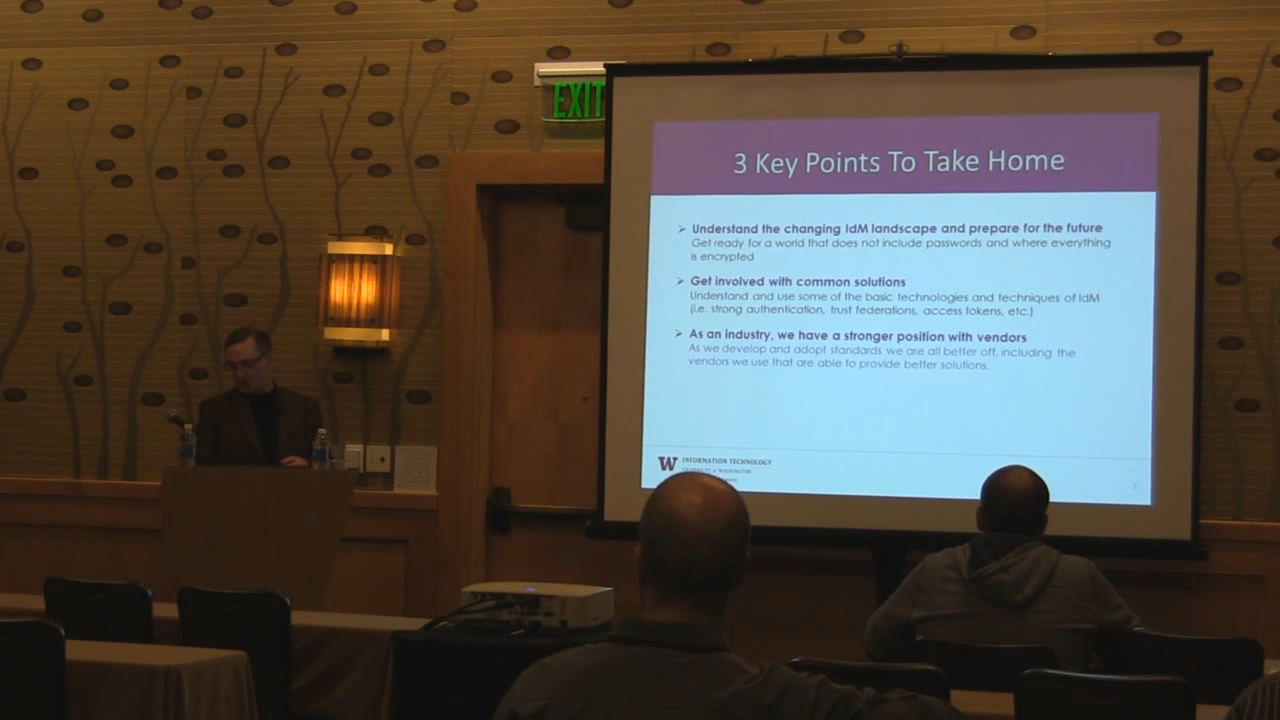 EXIT
3 Key Points To Take Home
➢ Understand the changing IdM landscape and prepare for the future
Get ready for a world that does not include passwords and where everything
is encrypted
➢ Get involved with common solutions
Understand and use some of the basic technologies and techniques of IdM
(i.e. strong authentication, trust federations, access tokens, etc.)
➢ As an industry, we have a stronger position with vendors
As we develop and adopt standards we are all better off, including the
vendors we use that are able to provide better solutions.
W INFORMATION TECHNOLOGY
UNIVERSITY of WASHINGTON